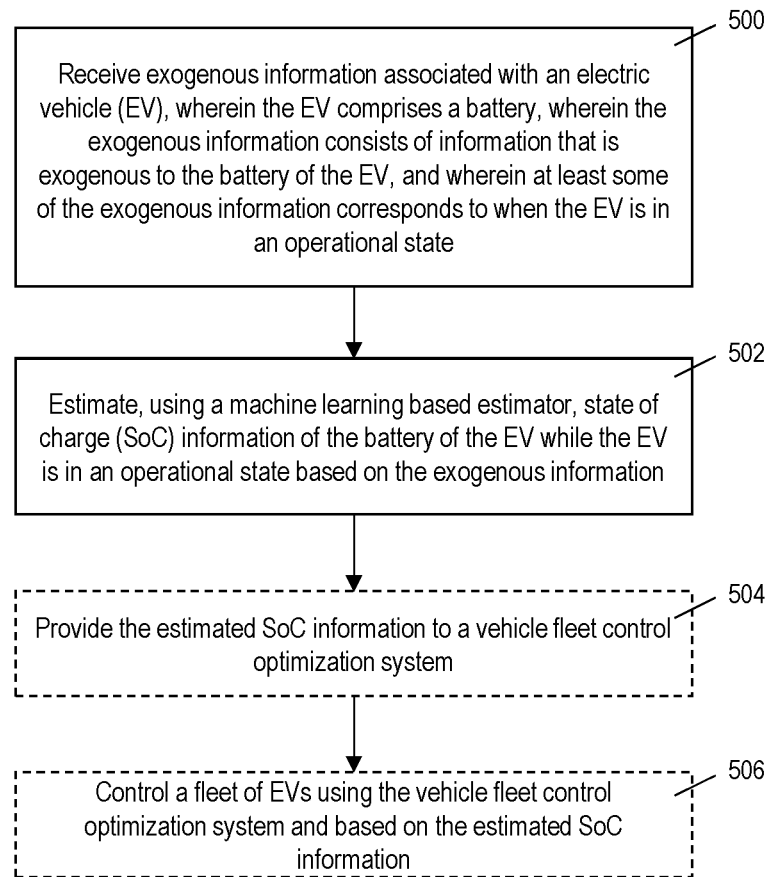 500
Receive exogenous information associated with an electric
vehicle (EV), wherein the EV comprises a battery, wherein the
exogenous information consists of information that is
exogenous to the battery of the EV, and wherein at least some
of the exogenous information corresponds to when the EV is in
an operational state
502
Estimate, using a machine learning based estimator, state of
charge (SoC) information of the battery of the EV while the EV
is in an operational state based on the exogenous information
504
Provide the estimated SoC information to a vehicle fleet control
optimization system
506
Control a fleet of EVs using the vehicle fleet control
optimization system and based on the estimated SoC
information